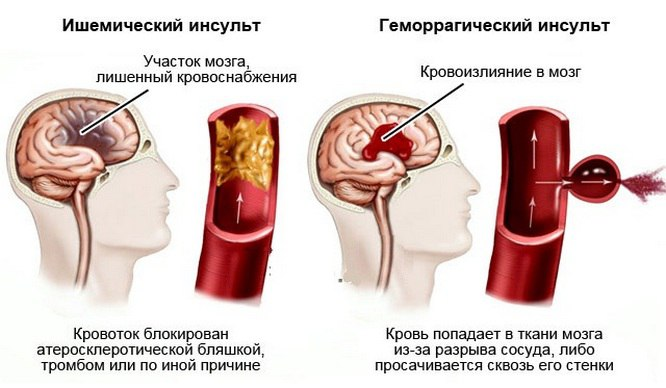 Ишемический инсульт
Участок мозга,
лишенный кровоснабжения
Кровоток блокирован
атеросклеротической бляшкой,
тромбом или по иной причине
Геморрагический инсульт
Кровоизлияние в мозг
Кровь попадает в ткани мозга
из-за разрыва сосуда, либо
просачивается сквозь его стенки